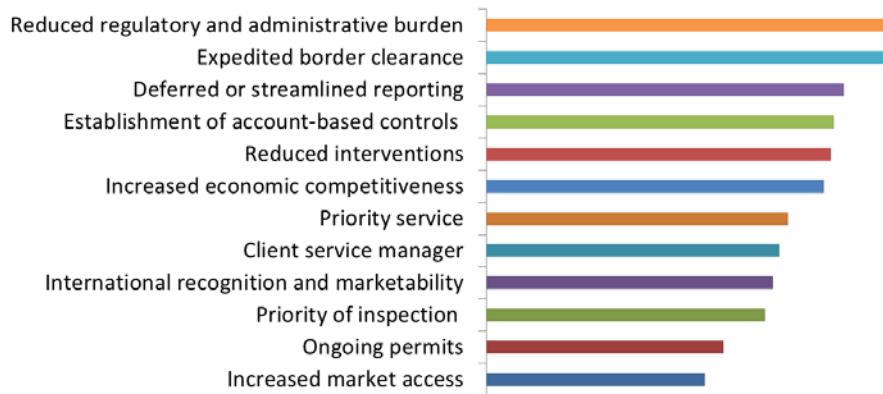 Reduced regulatory and administrative burden
Expedited border clearance
Deferred or streamlined reporting
Establishment of account-based controls
Reduced interventions
Increased economic competitiveness
Priority service
Client service manager
International recognition and marketability
Priority of inspection
Ongoing permits
Increased market access